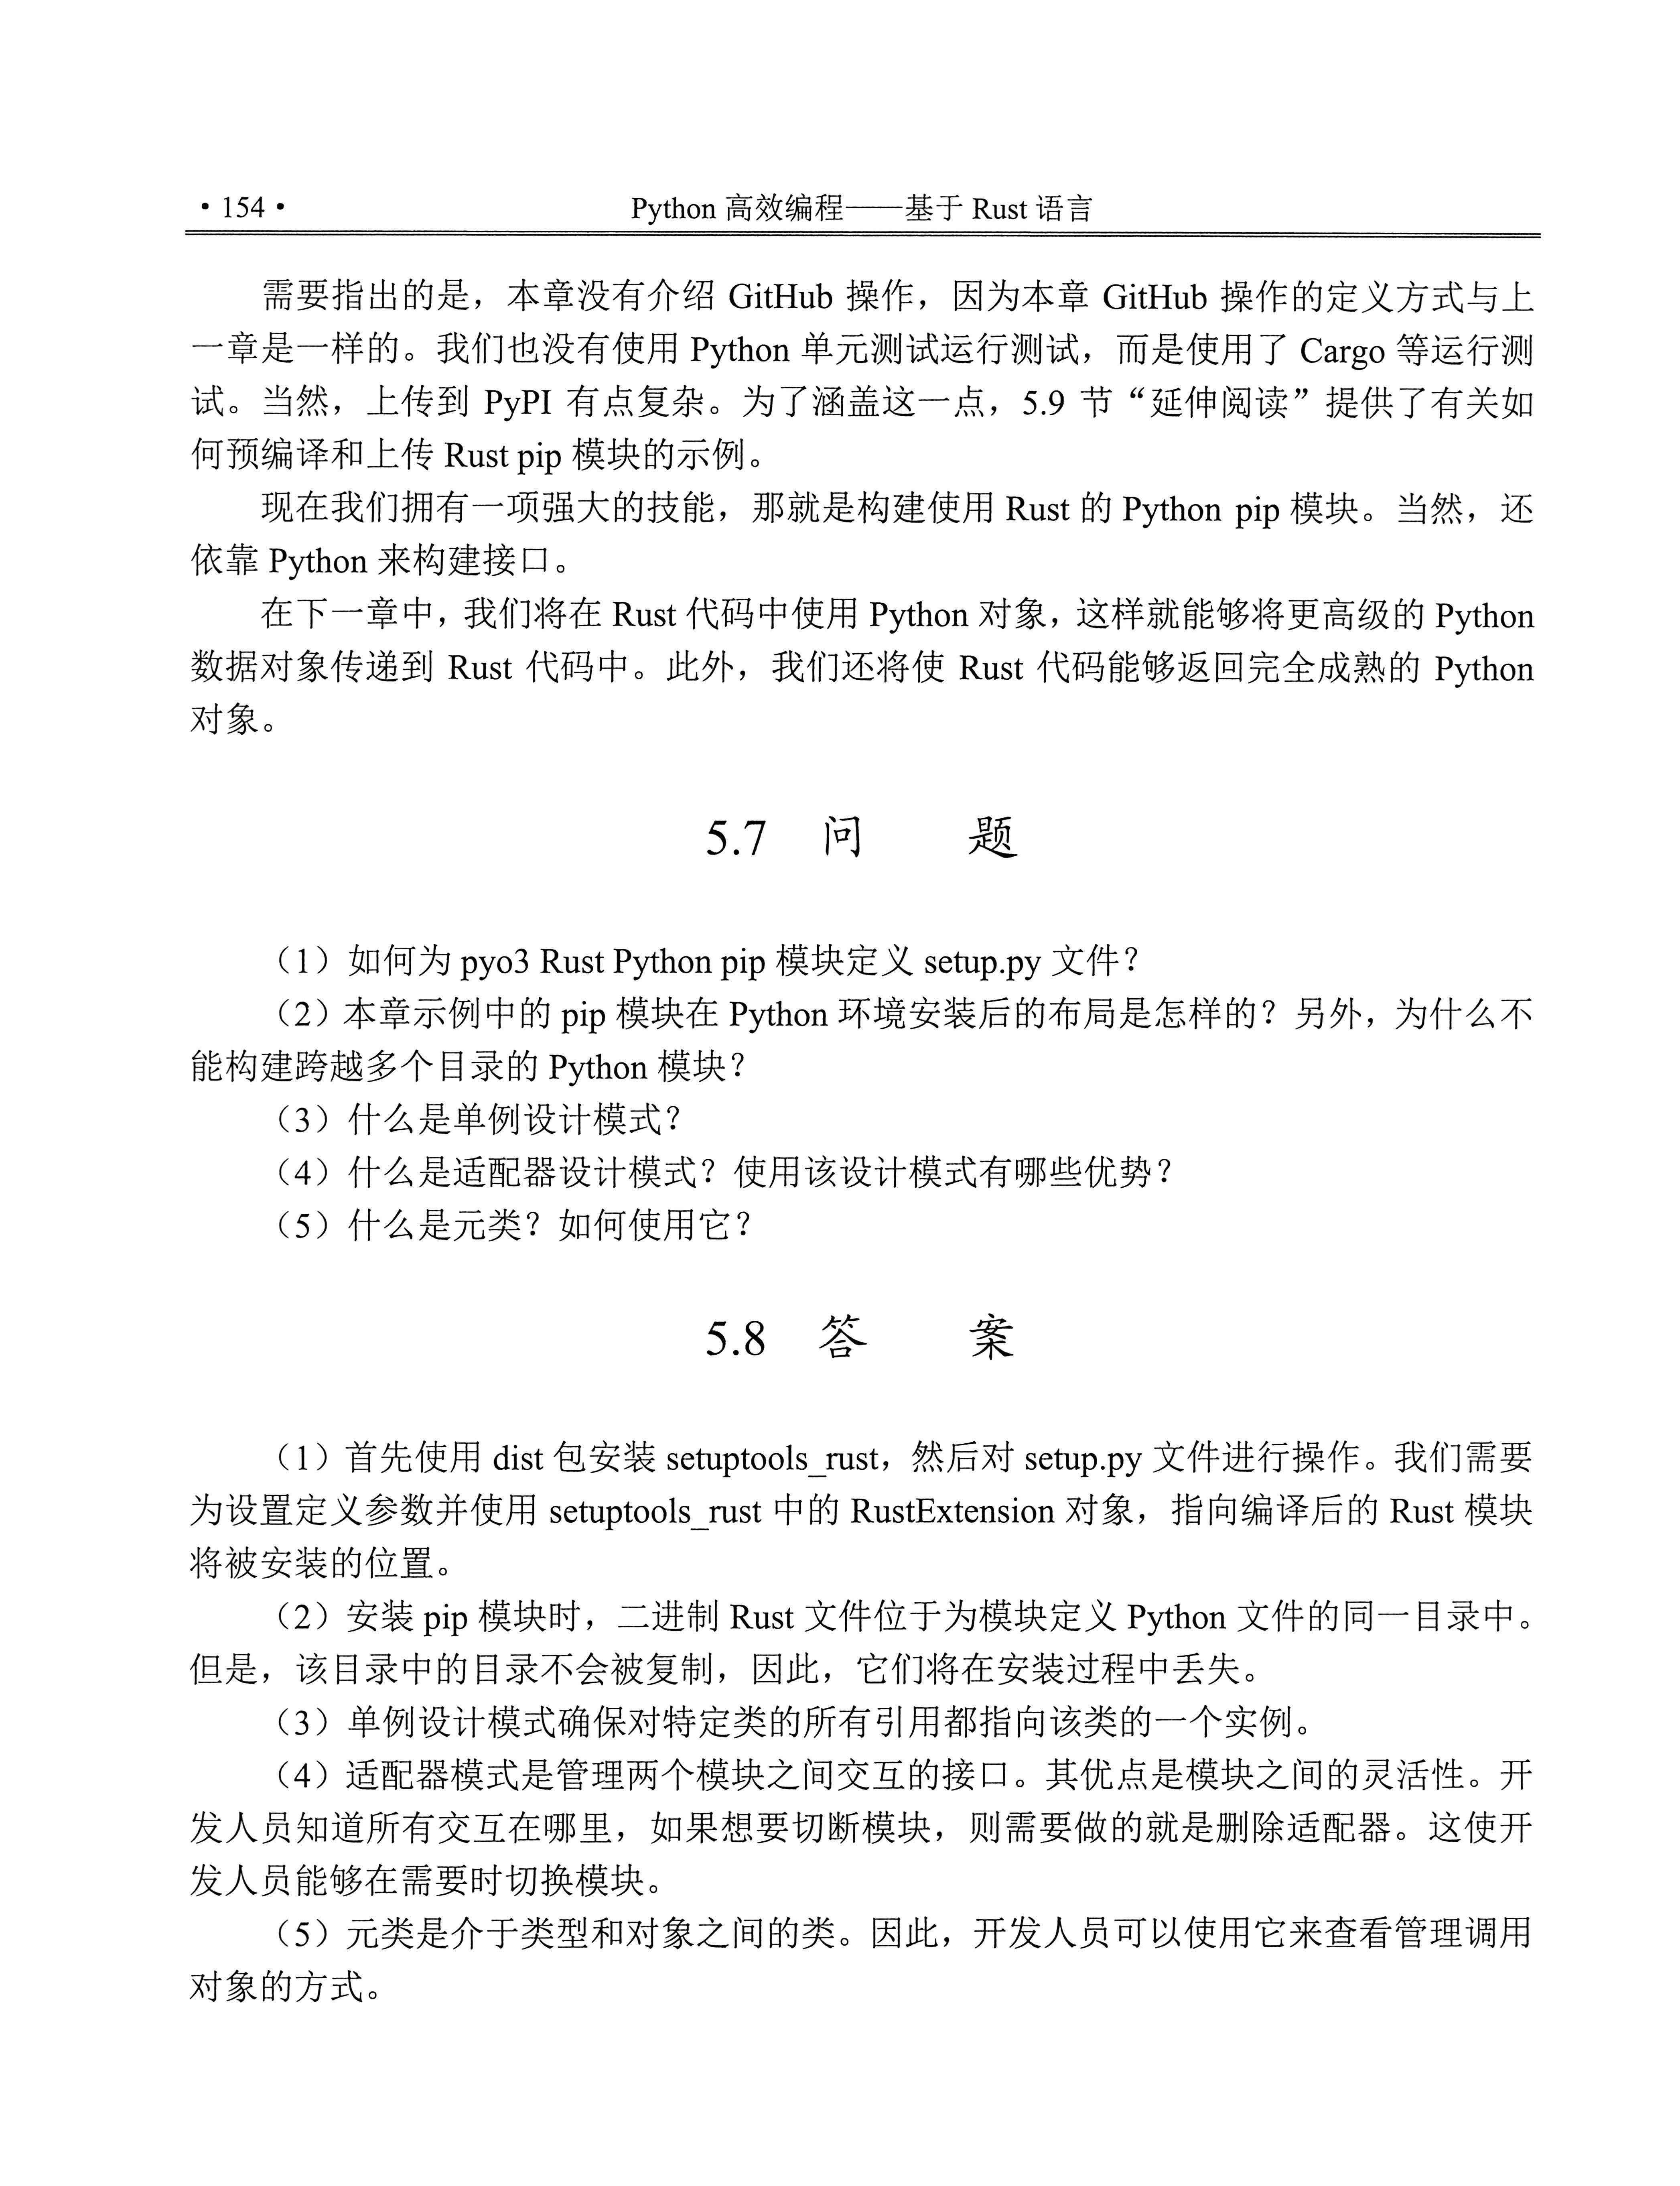 ·154·
Python 高效编程——基于 Rust 语言
需要指出的是，本章没有介绍 GitHub 操作，因为本章 GitHub 操作的定义方式与上
一章是一样的。我们也没有使用 Python 单元测试运行测试，而是使用了 Cargo 等运行测
试。当然，上传到 PyPI 有点复杂。为了涵盖这一点，5.9 节“延伸阅读”提供了有关如
何预编译和上传 Rust pip 模块的示例。
现在我们拥有一项强大的技能，那就是构建使用 Rust 的 Python pip 模块。当然，还
依靠 Python 来构建接口。
在下一章中，我们将在 Rust 代码中使用 Python 对象，这样就能够将更高级的 Python
数据对象传递到 Rust 代码中。此外，我们还将使 Rust 代码能够返回完全成熟的 Python
对象。
5.7 问 题
（1）如何为 pyo3 Rust Python pip 模块定义 setup.py 文件？
（2）本章示例中的 pip 模块在 Python 环境安装后的布局是怎样的？另外，为什么不
能构建跨越多个目录的 Python 模块？
（3）什么是单例设计模式？
（4）什么是适配器设计模式？使用该设计模式有哪些优势？
（5）什么是元类？如何使用它？
5.8 答 案
（1）首先使用 dist 包安装 setuptools_rust，然后对 setup.py 文件进行操作。我们需要
为设置定义参数并使用 setuptools_rust 中的 RustExtension 对象，指向编译后的 Rust 模块
将被安装的位置。
（2）安装 pip 模块时，二进制 Rust 文件位于为模块定义 Python 文件的同一目录中。
但是，该目录中的目录不会被复制，因此，它们将在安装过程中丢失。
（3）单例设计模式确保对特定类的所有引用都指向该类的一个实例。
（4）适配器模式是管理两个模块之间交互的接口。其优点是模块之间的灵活性。开
发人员知道所有交互在哪里，如果想要切断模块，则需要做的就是删除适配器。这使开
发人员能够在需要时切换模块。
（5）元类是介于类型和对象之间的类。因此，开发人员可以使用它来查看管理调用
对象的方式。